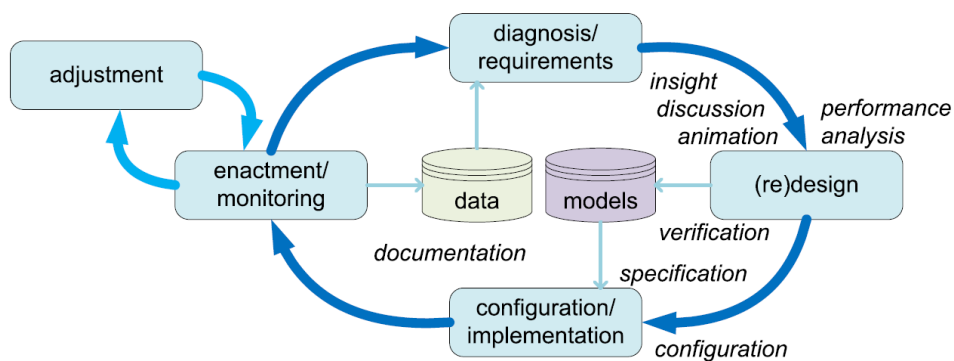 diagnosis/
requirements
adjustment
insight
discussion
animation
performance
analysis
enactment/
monitoring
data
models
(re)design
documentation
verification
specification
configuration/
implementation
configuration